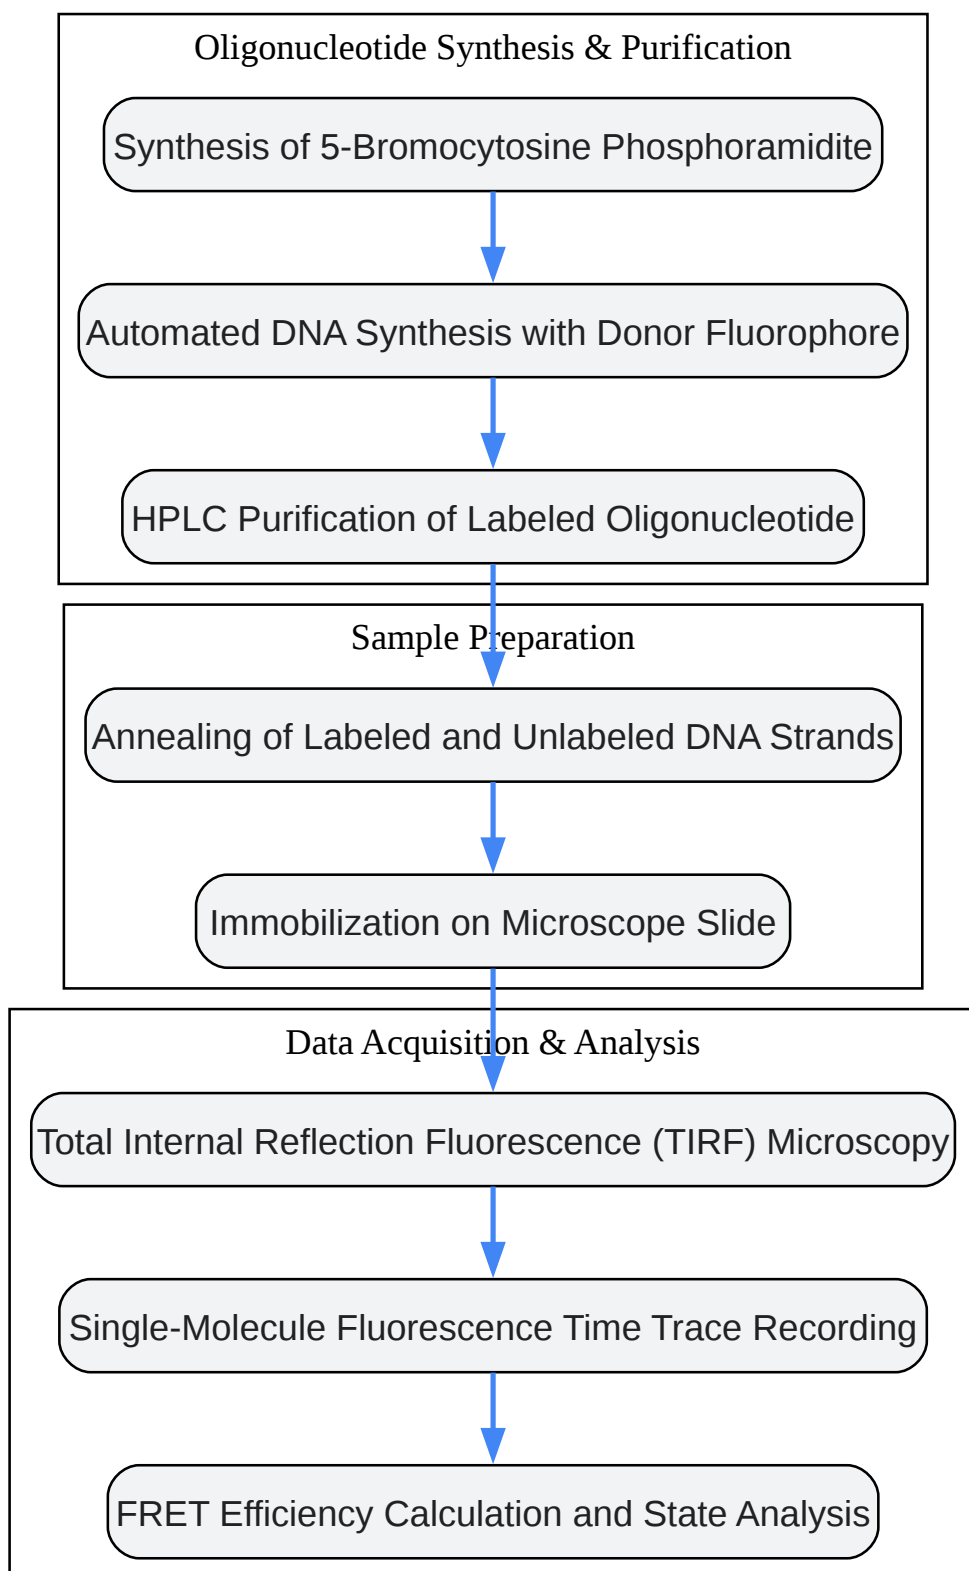 Oligonucleotide Synthesis & Purification
Synthesis of 5-Bromocytosine Phosphoramidite
Automated DNA Synthesis with Donor Fluorophore
HPLC Purification of Labeled Oligonucleotide
Sample Preparation
Annealing of Labeled and Unlabeled DNA Strands
Immobilization on Microscope Slide
Data Acquisition & Analysis
Total Internal Reflection Fluorescence (TIRF) Microscopy
Single-Molecule Fluorescence Time Trace Recording
FRET Efficiency Calculation and State Analysis